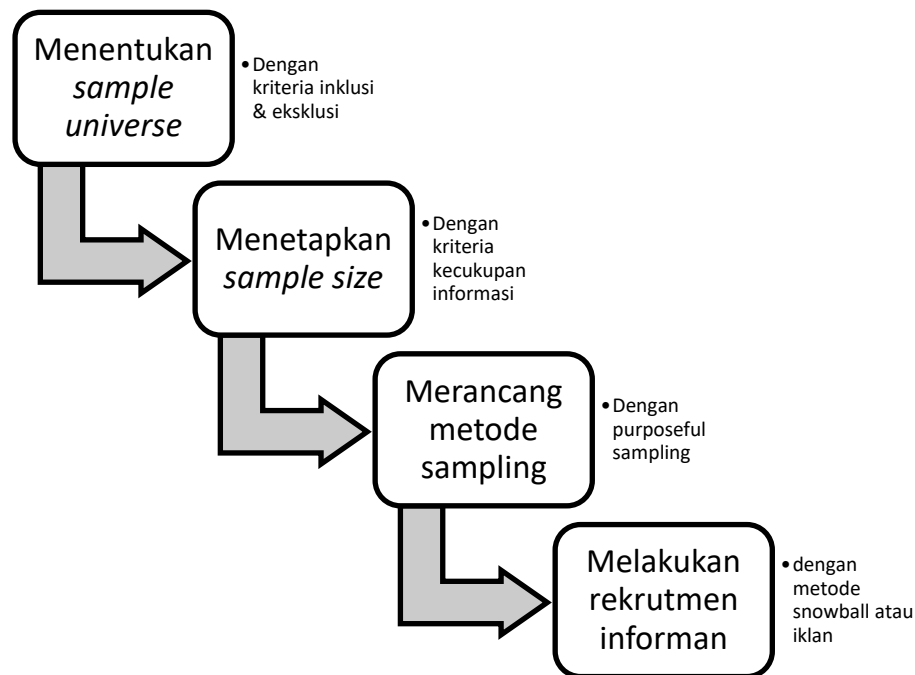 Menentukan
sample
universe
•Dengan
kriteria inklusi
& eksklusi
Menetapkan
sample size
•Dengan
kriteria
kecukupan
informasi
Merancang
metode
sampling
•Dengan
purposeful
sampling
Melakukan
rekrutmen
informan
•dengan
metode
snowball atau
iklan